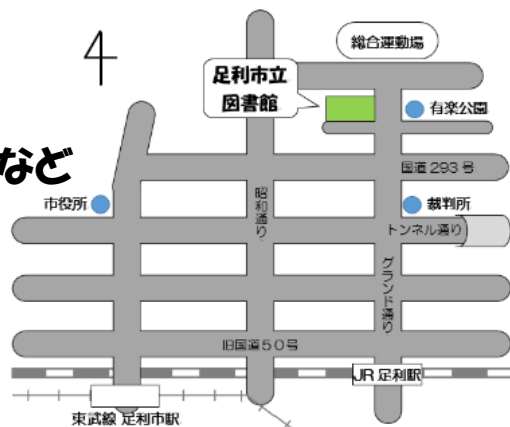 総合運動場
足利市立
図書館
有楽公園
など
国道293号
市役所
昭和通り
裁判所
トンネル通り
グランド通り
旧国道50号
JR足利駅
東武線 足利市駅